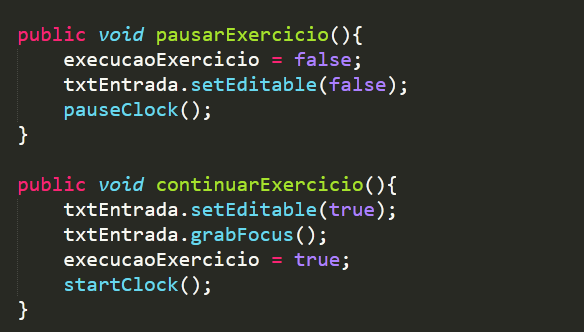 public void pausarExercicio(){
    execucaoExercicio = false;
    txtEntrada.setEditable(false);
    pauseClock();
}

public void continuarExercicio(){
    txtEntrada.setEditable(true);
    txtEntrada.grabFocus();
    execucaoExercicio = true;
    startClock();
}